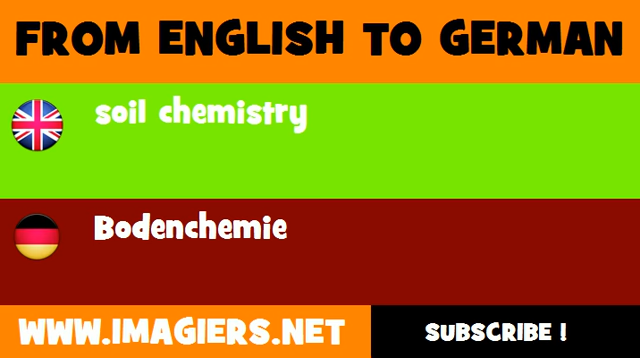 FROM ENGLISH TO GERMAN
soil chemistry
Bodenchemie
WWW.IMAGIERS.NET
SUBSCRIBE !